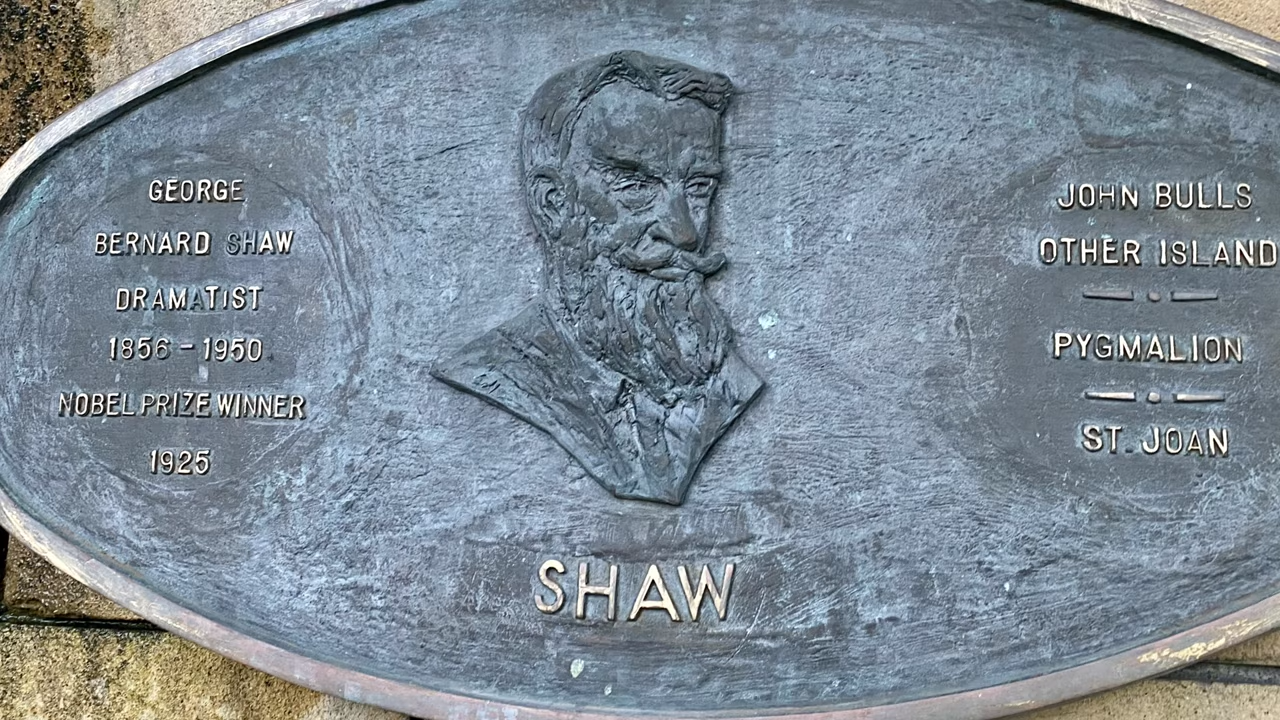 GEORGE
BERNARD SHAW
DRAMATIST
1856 - 1950
NOBEL PRIZE WINNER
1925
SHAW
JOHN BULLS
OTHER ISLAND
PYGMALION
ST. JOAN